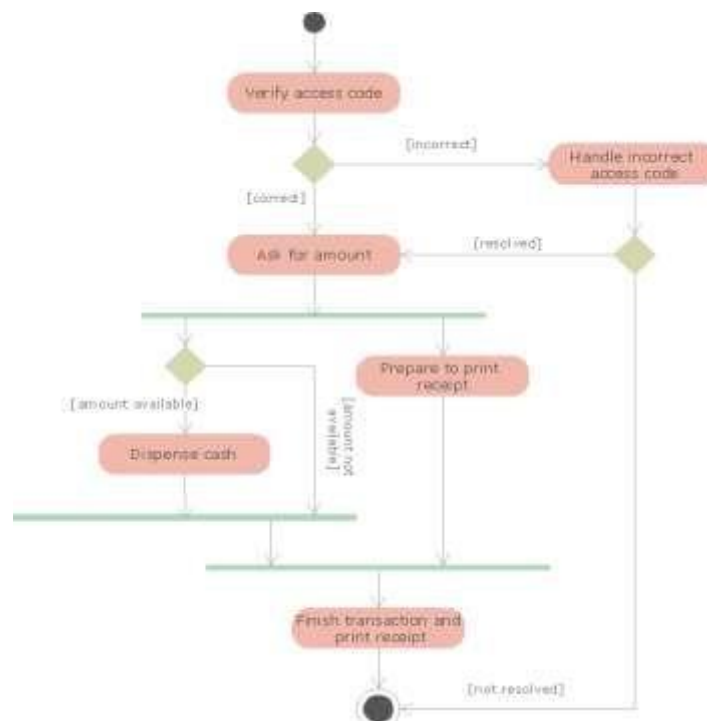 Verify access code
[incorrect]
Handle incorrect
access code
[correct]
Ask for amount
[resolved]
Prepare to print
receipt
[amount available]
[amount not
available]
Dispense cash
Finish transaction and
print receipt
[not resolved]